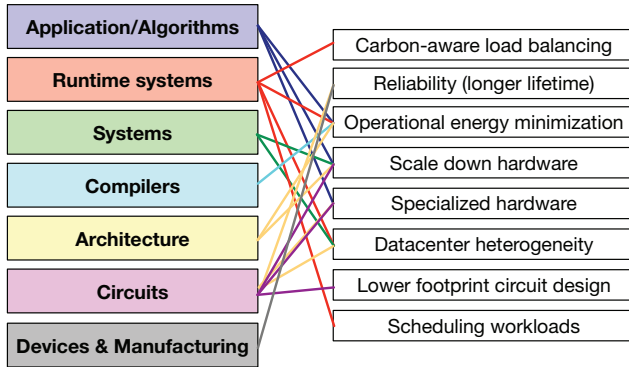 Application/Algorithms
Runtime systems
Systems
Compilers
Architecture
Circuits
Devices & Manufacturing
Carbon-aware load balancing
Reliability (longer lifetime)
Operational energy minimization
Scale down hardware
Specialized hardware
Datacenter heterogeneity
Lower footprint circuit design
Scheduling workloads